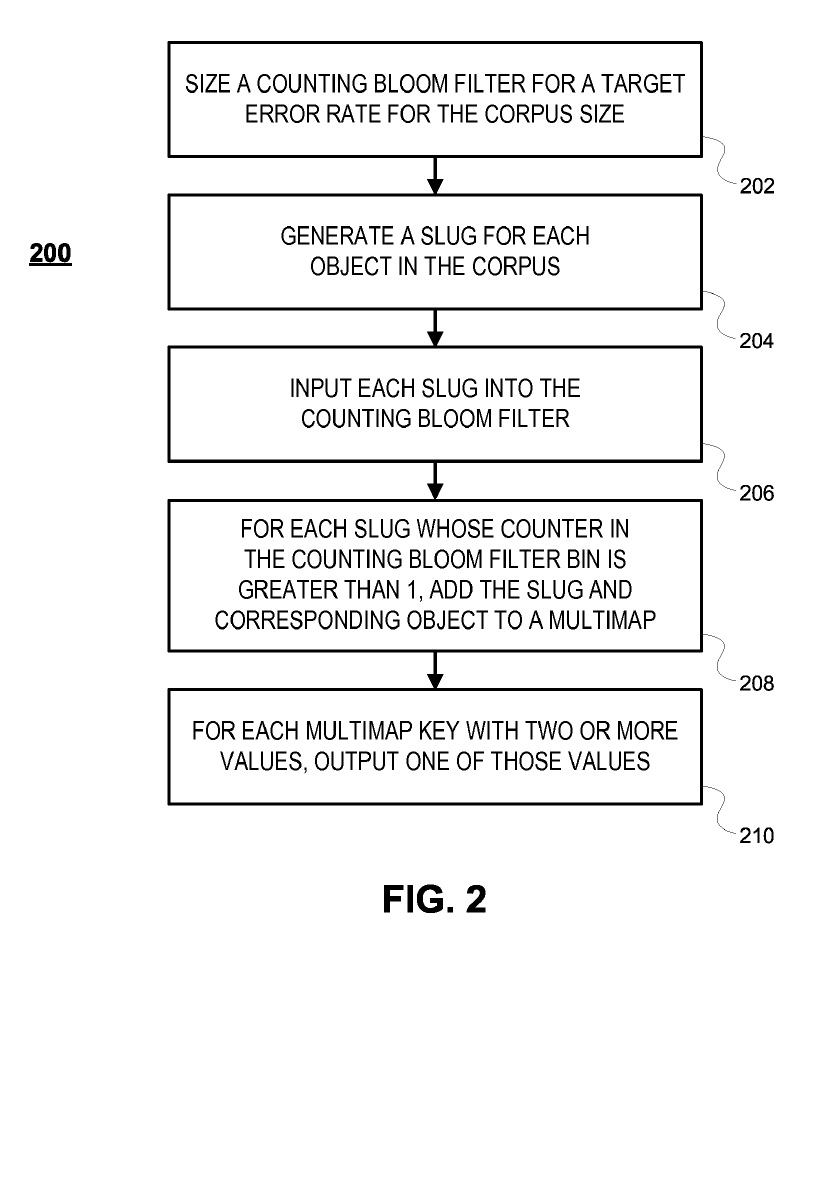 SIZE A COUNTING BLOOM FILTER FOR A TARGET
ERROR RATE FOR THE CORPUS SIZE
202
200
GENERATE A SLUG FOR EACH
OBJECT IN THE CORPUS
204
INPUT EACH SLUG INTO THE
COUNTING BLOOM FILTER
206
FOR EACH SLUG WHOSE COUNTER IN
THE COUNTING BLOOM FILTER BIN IS
GREATER THAN 1, ADD THE SLUG AND
CORRESPONDING OBJECT TO A MULTIMAP
208
FOR EACH MULTIMAP KEY WITH TWO OR MORE
VALUES, OUTPUT ONE OF THOSE VALUES
210
FIG. 2